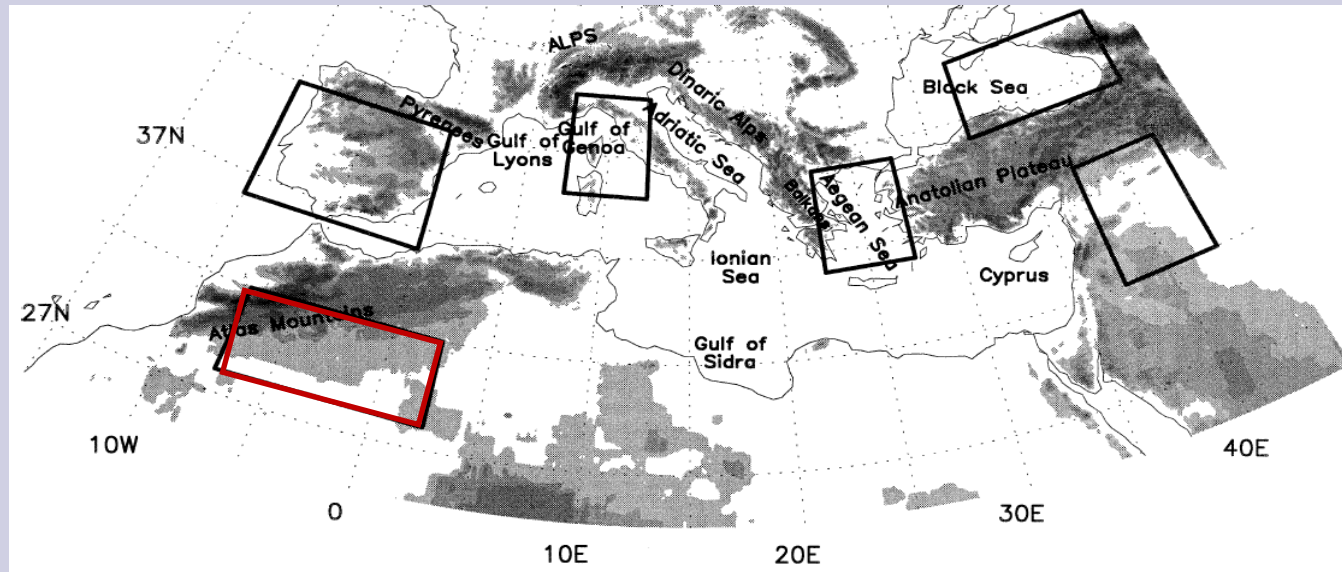 ALPS
Dinaric Alps
Black Sea
Pyrenees
37N
Gulf of
Lyons
Gulf of
Genoa
Adriatic Sea
Anatolian Plateau
Balkans
Aegean Sea
Ionian
Sea
Cyprus
27N
Atlas Mountains
Gulf of
Sidra
10W
40E
0
30E
10E
20E